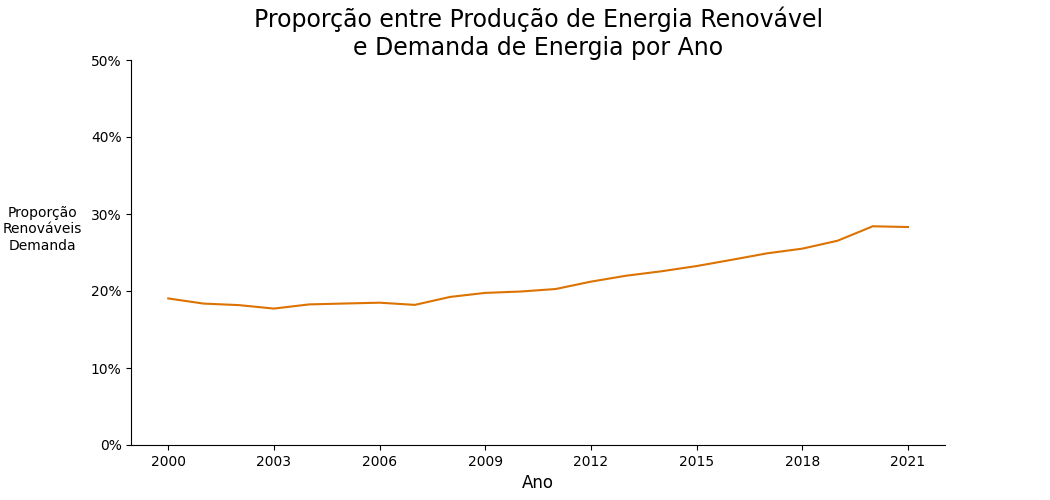 Proporção entre Produção de Energia Renovável
e Demanda de Energia por Ano
50%
40%
30%
20%
10%
0%
Proporção
Renováveis
Demanda
2000 2003 2006 2009 2012 2015 2018 2021
Ano